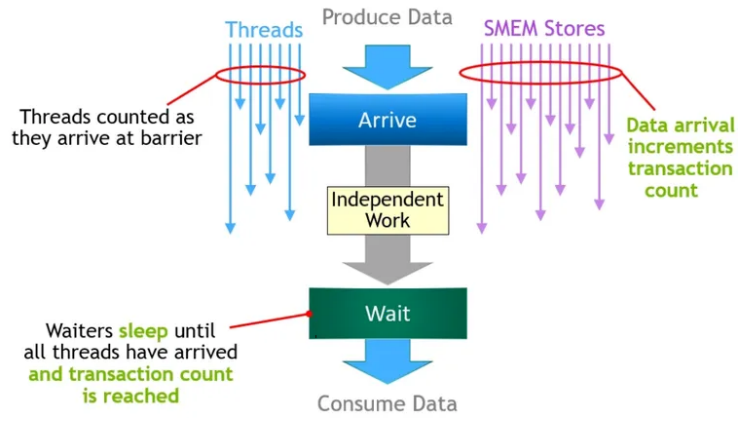 Produce Data
Threads
SMEM Stores
Threads counted as
they arrive at barrier
Arrive
Data arrival
increments
transaction
count
Independent
Work
Wait
Waiters sleep until
all threads have arrived
and transaction count
is reached
Consume Data